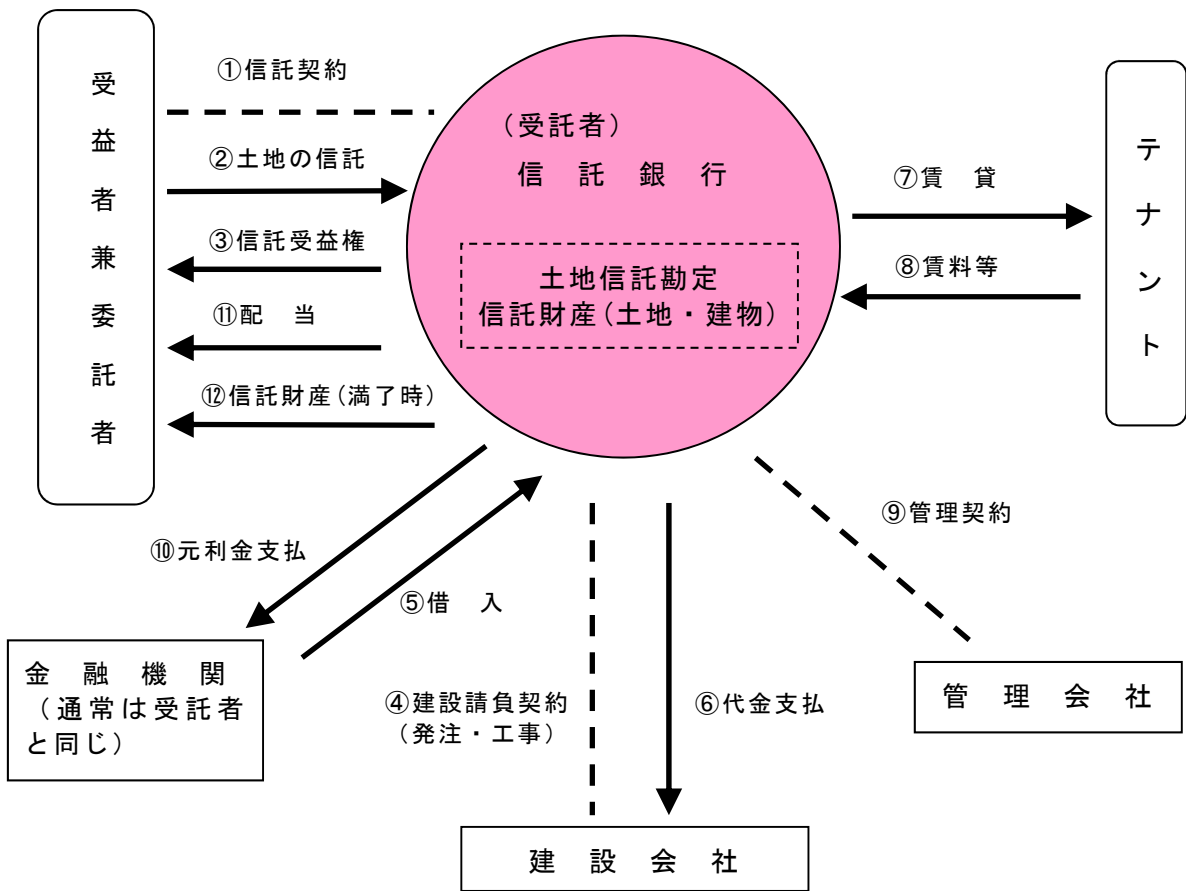 受益者兼委託者
①信託契約
②土地の信託
③信託受益権
⑪配　当
⑫信託財産（満了時）
（受託者）
信　託　銀　行
土地信託勘定
信託財産（土地・建物）
⑦賃　貸
⑧賃料等
テナント
⑩元利金支払
⑤借　入
④建設請負契約
（発注・工事）
⑥代金支払
⑨管理契約
金　融　機　関
（通常は受託者
と同じ）
管　理　会　社
建　設　会　社